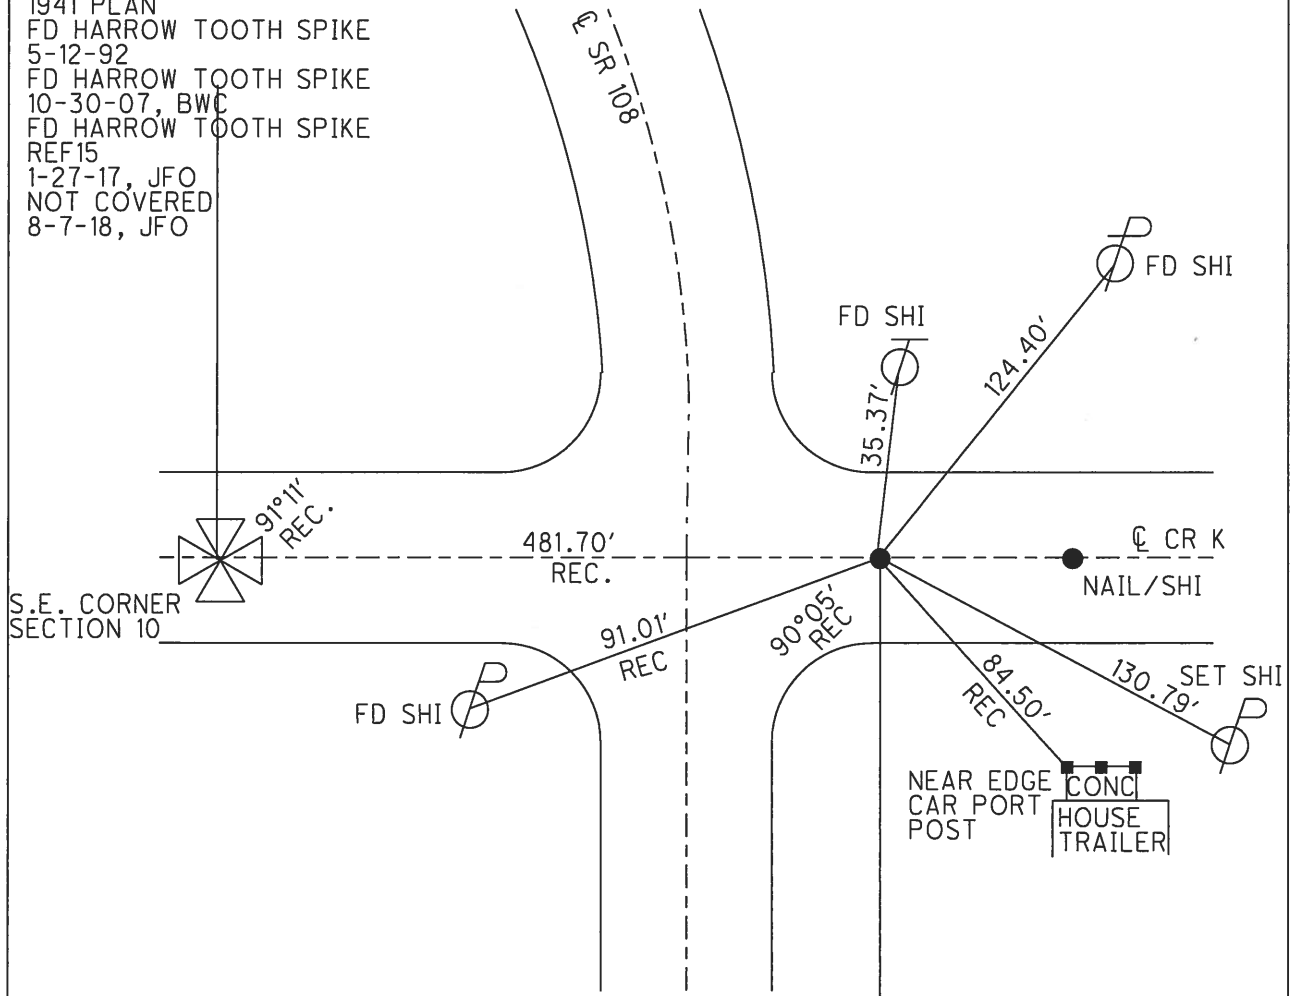 1941 PLAN
FD HARROW TOOTH SPIKE
5-12-92
FD HARROW TOOTH SPIKE
10-30-07, BWC
FD HARROW TOOTH SPIKE
REF15
1-27-17, JFO
NOT COVERED
8-7-18, JFO
℄ SR 108
FD SHI
FD SHI
124.40'
35.37'
91°11'
REC.
481.70'
REC.
℄ CR K
NAIL/SHI
S.E. CORNER
SECTION 10
91.01'
REC
90°05'
REC
84.50'
REC
130.79'
SET SHI
FD SHI
NEAR EDGE
CAR PORT
POST
CONC
HOUSE
TRAILER